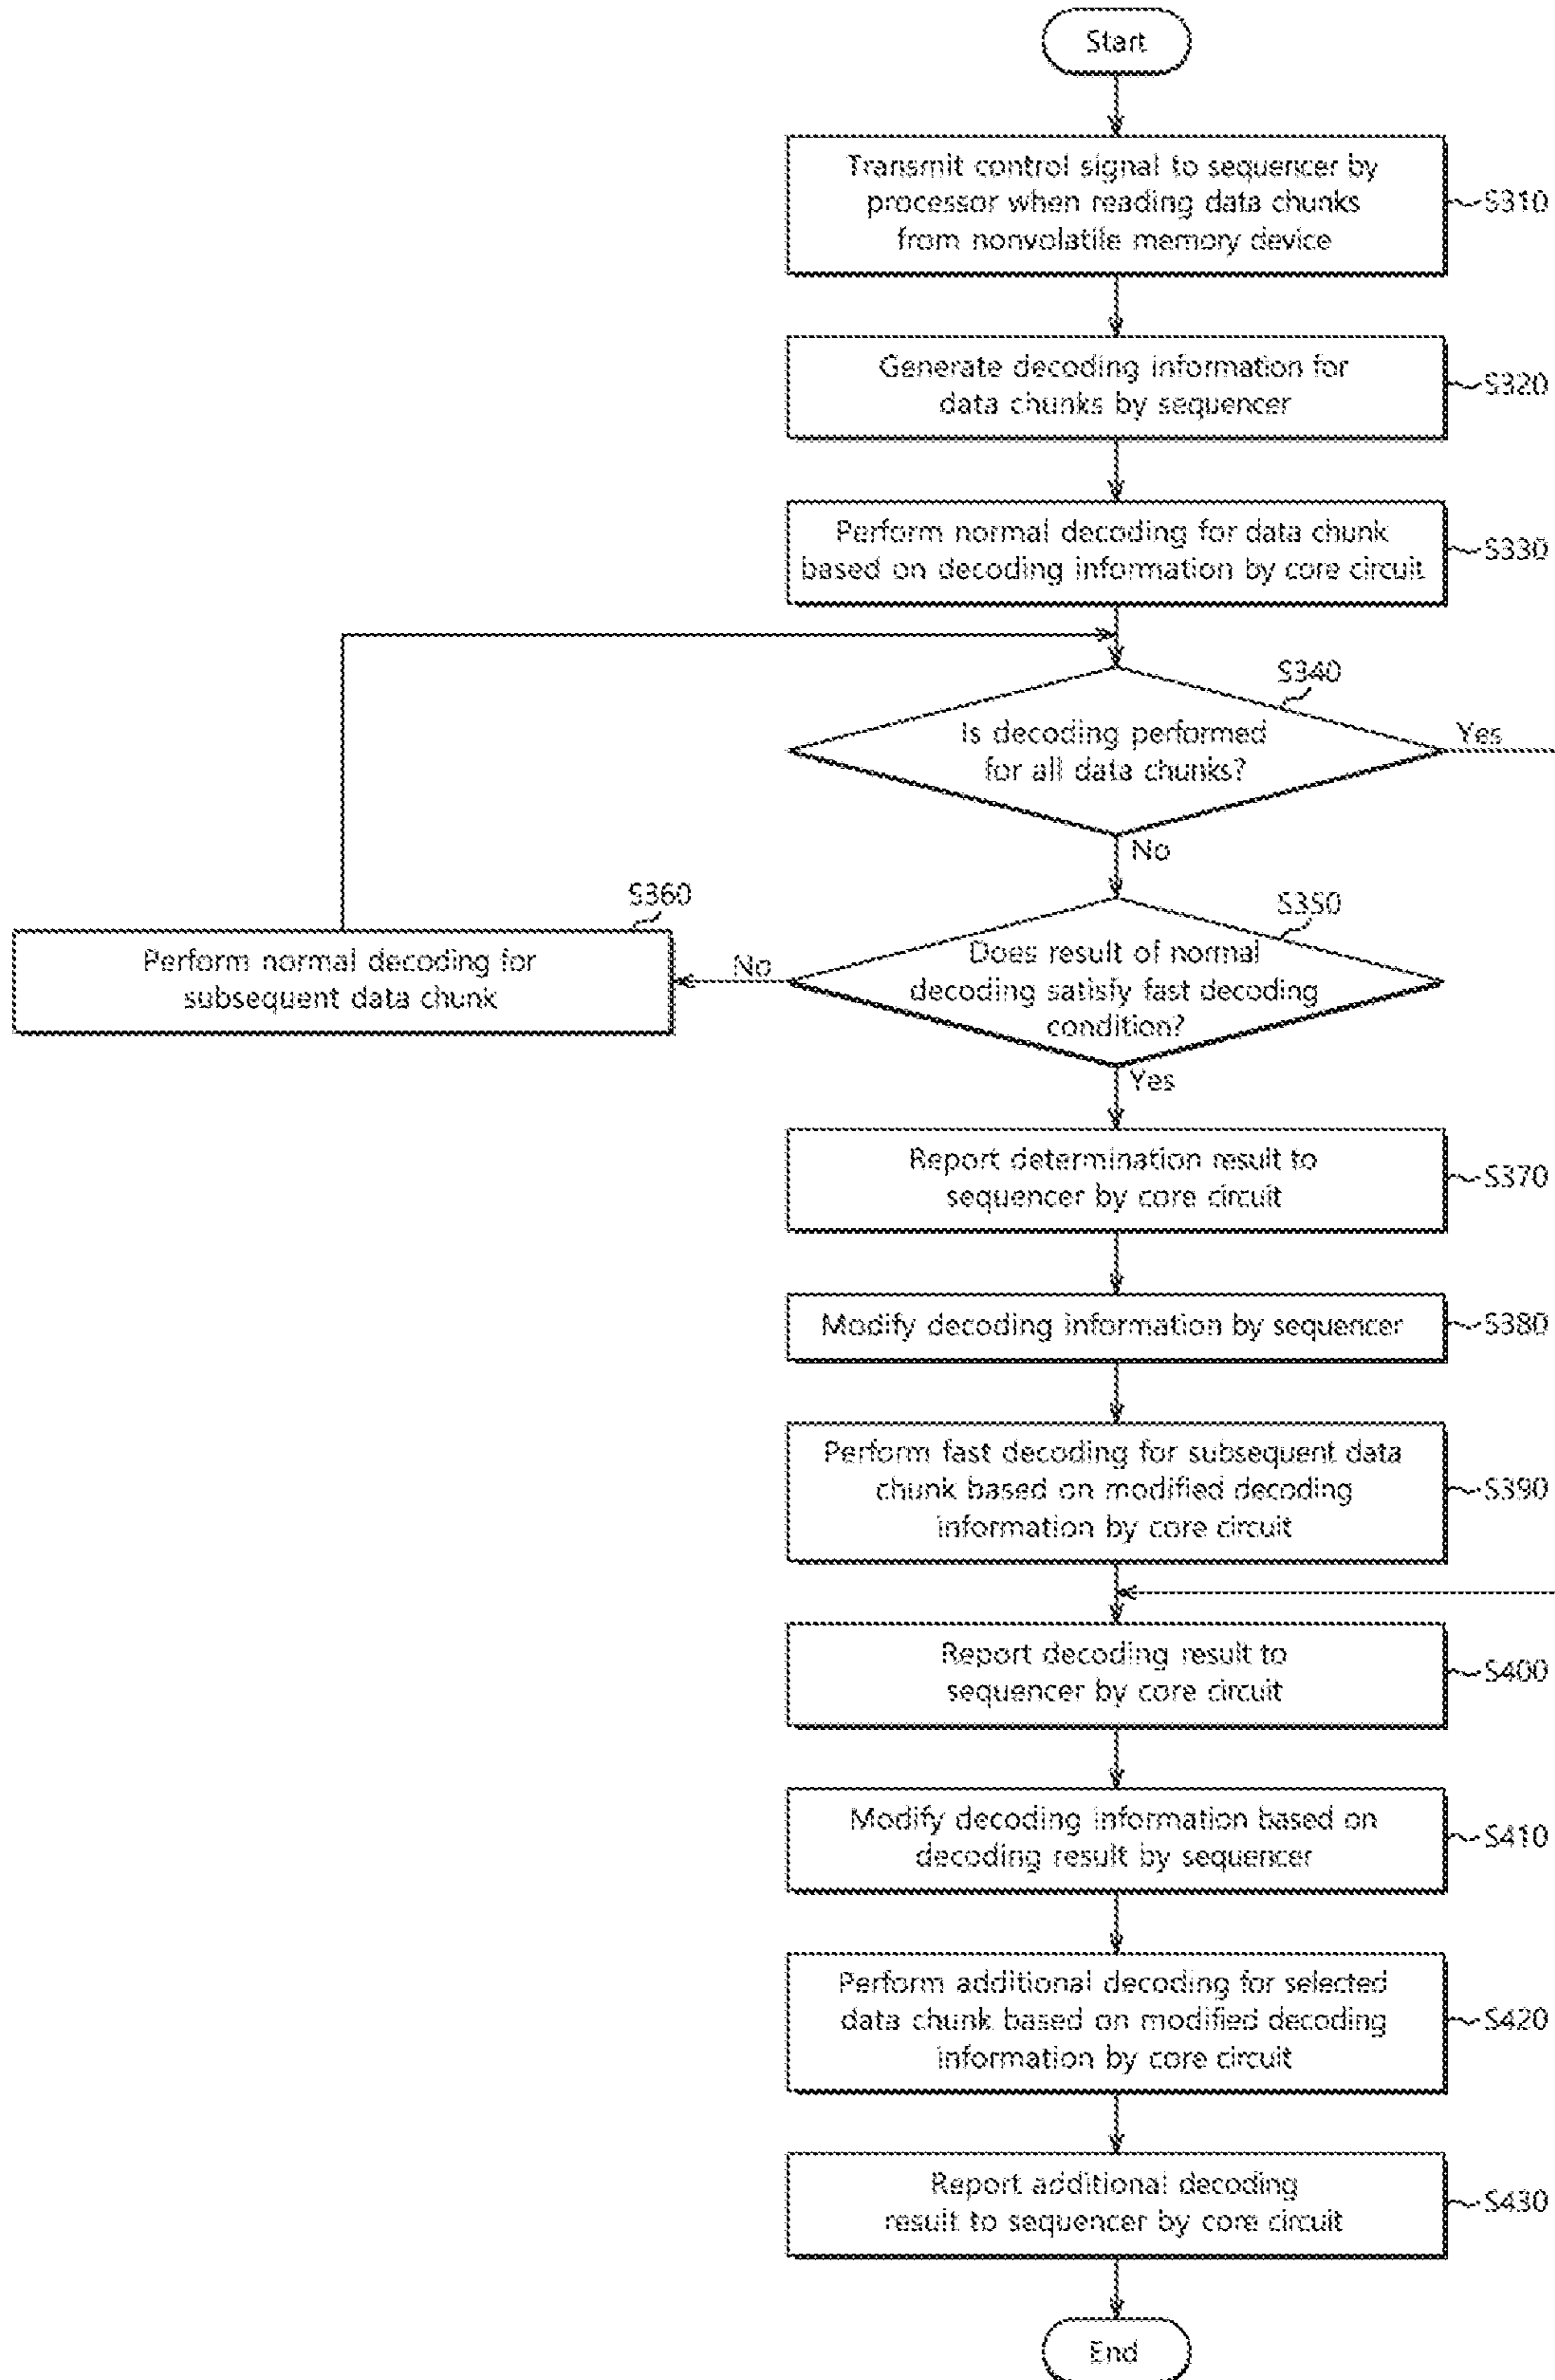 Start
Transmit control signal to sequencer by
processor when reading data chunks
from nonvolatile memory device
S310
Generate decoding information for
data chunks by sequencer
S320
Perform normal decoding for data chunk
based on decoding information by core circuit
S330
S340
Is decoding performed
for all data chunks?
Yes
No
S360
Perform normal decoding for
subsequent data chunk
No
S350
Does result of normal
decoding satisfy fast decoding
condition?
Yes
Report determination result to
sequencer by core circuit
S370
Modify decoding information by sequencer
S380
Perform fast decoding for subsequent data
chunk based on modified decoding
information by core circuit
S390
Report decoding result to
sequencer by core circuit
S400
Modify decoding information based on
decoding result by sequencer
S410
Perform additional decoding for selected
data chunk based on modified decoding
information by core circuit
S420
Report additional decoding
result to sequencer by core circuit
S430
End